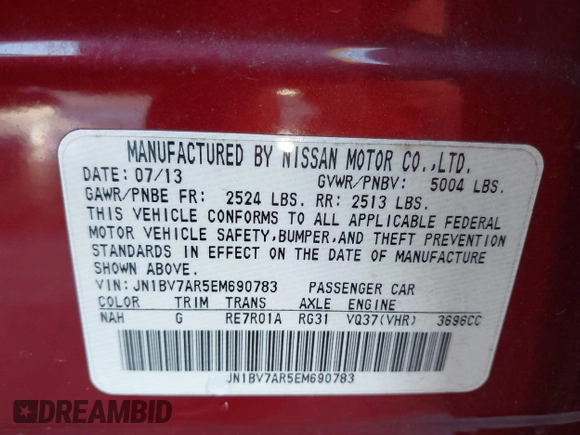 MANUFACTURED BY NISSAN MOTOR CO.,LTD.
DATE: 07/13 GVWR/PNBV: 5004 LBS.
GAWR/PNBE FR: 2524 LBS. RR: 2513 LBS.
THIS VEHICLE CONFORMS TO ALL APPLICABLE FEDERAL
MOTOR VEHICLE SAFETY,BUMPER,AND THEFT PREVENTION
STANDARDS IN EFFECT ON THE DATE OF MANUFACTURE
SHOWN ABOVE.
VIN: JN1BV7AR5EM690783 PASSENGER CAR
COLOR TRIM TRANS AXLE ENGINE
NAH G RE7R01A RG31 VQ37(VHR) 3696CC
JN1BV7AR5EM690783
DREAMBID